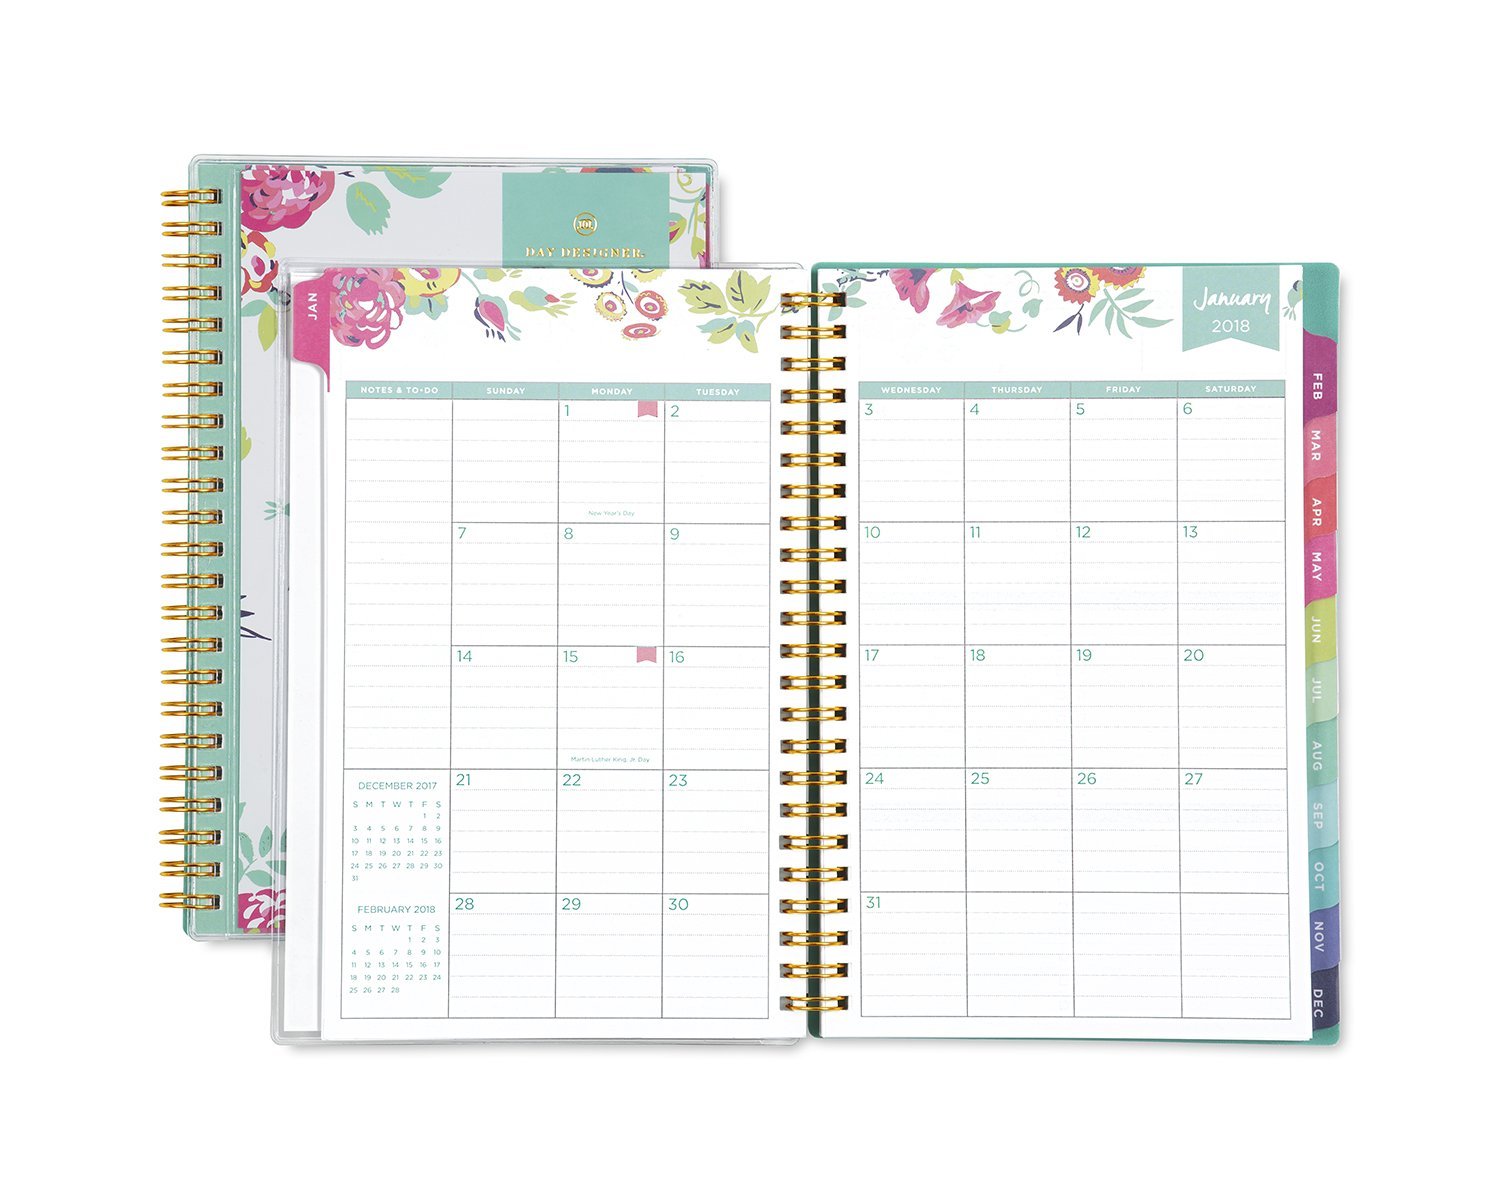 DAY DESIGNER.
JAN
January
2018
NOTES & TO-DO SUNDAY MONDAY TUESDAY WEDNESDAY THURSDAY FRIDAY SATURDAY
1 2 3 4 5 6
New Year's Day
7 8 9 10 11 12 13
14 15 16 17 18 19 20
Martin Luther King, Jr. Day
21 22 23 24 25 26 27
28 29 30 31
DECEMBER 2017
S M T W T F S
1 2
3 4 5 6 7 8 9
10 11 12 13 14 15 16
17 18 19 20 21 22 23
24 25 26 27 28 29 30
31
FEBRUARY 2018
S M T W T F S
1 2 3
4 5 6 7 8 9 10
11 12 13 14 15 16 17
18 19 20 21 22 23 24
25 26 27 28
FEB
MAR
APR
MAY
JUN
JUL
AUG
SEP
OCT
NOV
DEC